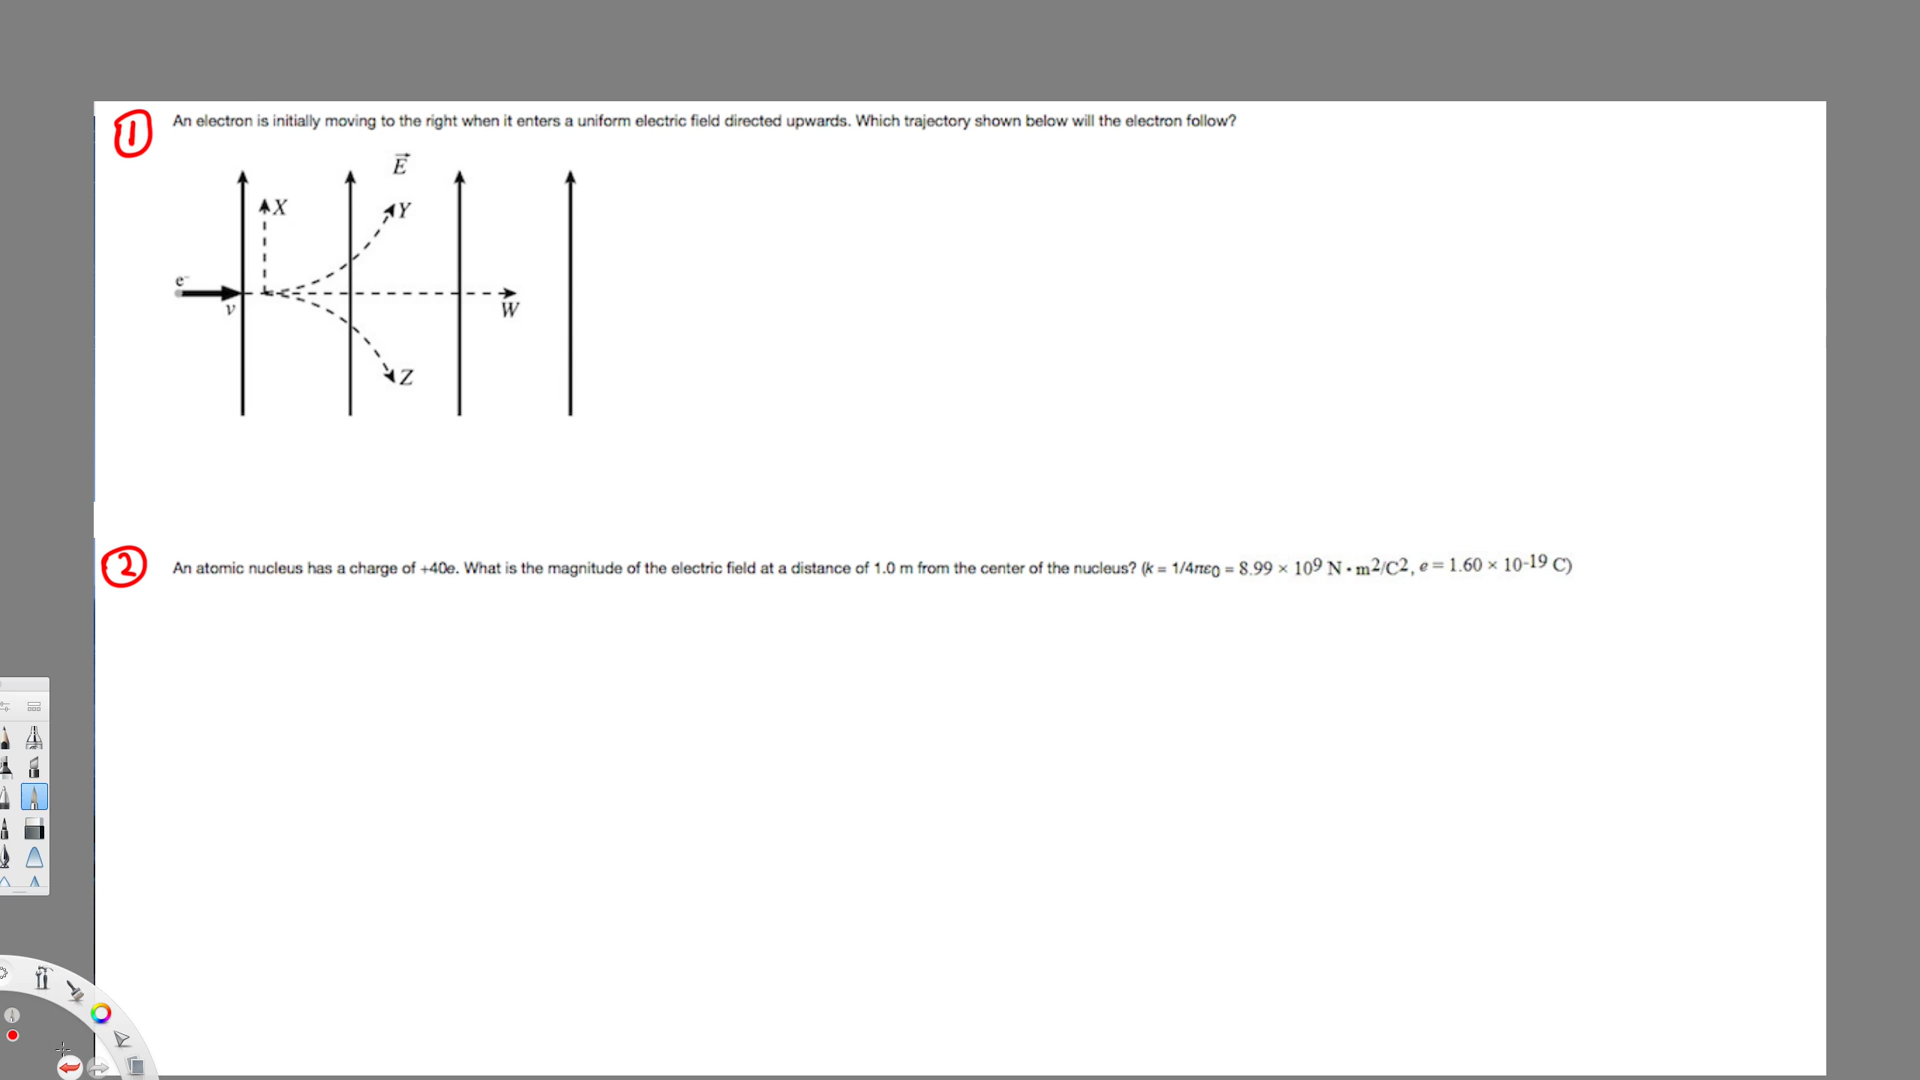 1 An electron is initially moving to the right when it enters a uniform electric field directed upwards. Which trajectory shown below will the electron follow?
E⃗
X
Y
e⁻
v
W
Z
2 An atomic nucleus has a charge of +40e. What is the magnitude of the electric field at a distance of 1.0 m from the center of the nucleus? (k = 1/4πε0 = 8.99 × 10⁹ N · m²/C², e = 1.60 × 10⁻¹⁹ C)